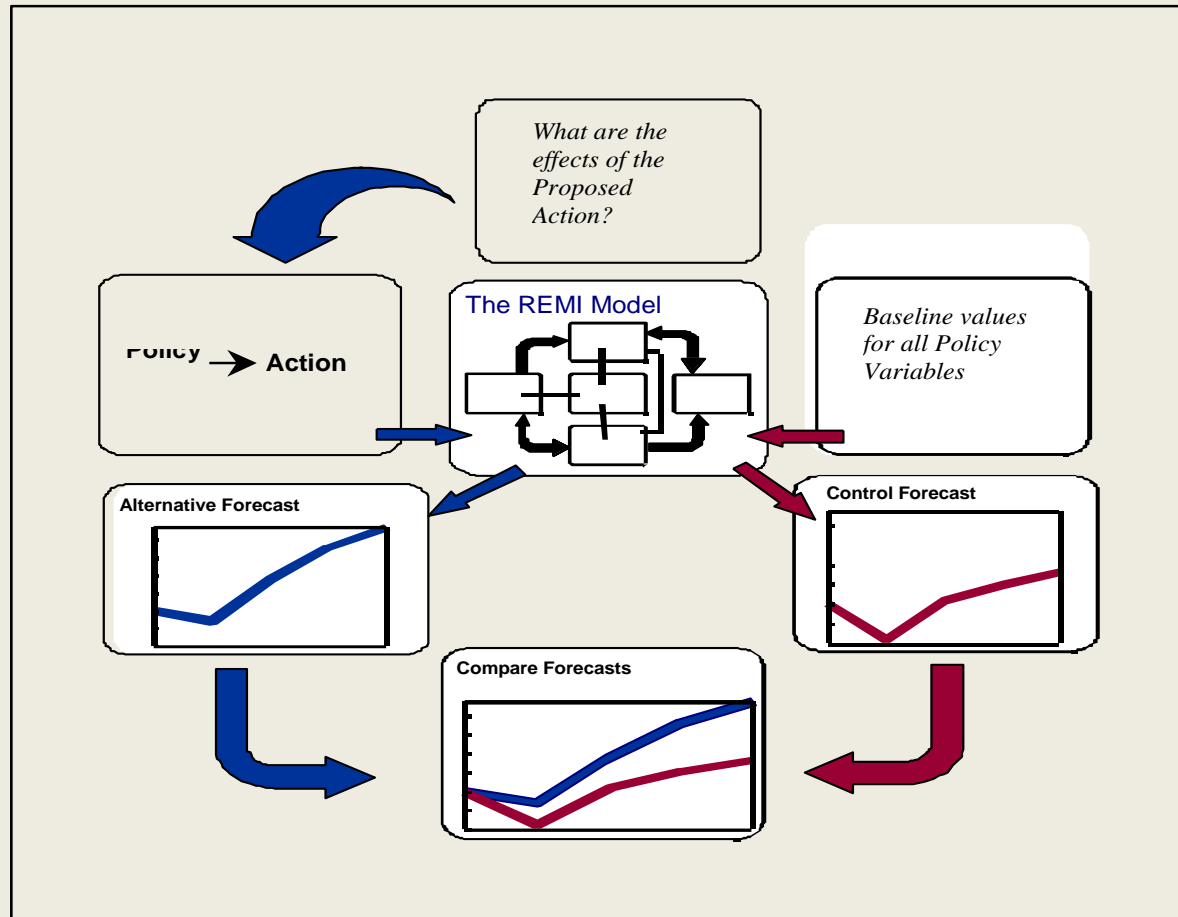 What are the
effects of the
Proposed
Action?
The REMI Model
Baseline values
for all Policy
Variables
Policy
Action
Alternative Forecast
Control Forecast
Compare Forecasts